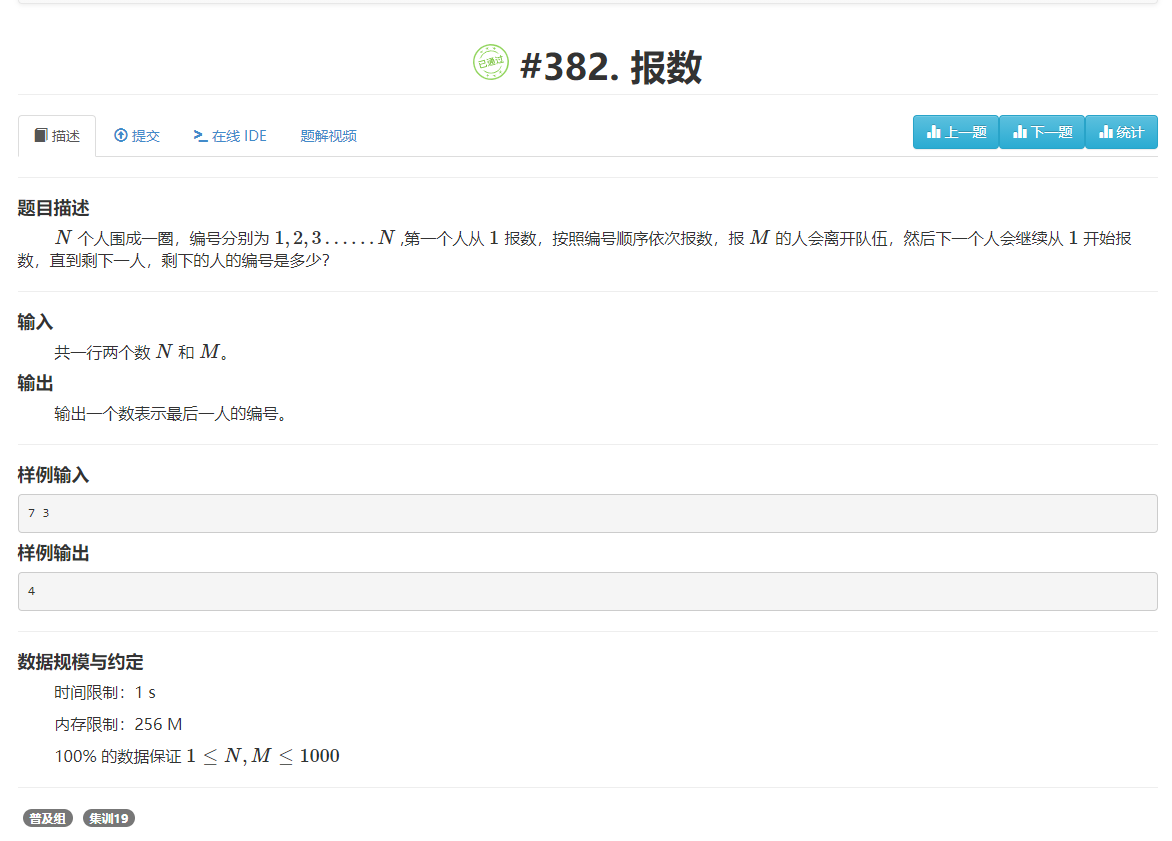 已通过 #382. 报数
描述 提交 在线 IDE 题解视频 上一题 下一题 统计
题目描述
N 个人围成一圈，编号分别为 1,2,3......N ,第一个人从 1 报数，按照编号顺序依次报数，报 M 的人会离开队伍，然后下一个人会继续从 1 开始报
数，直到剩下一人，剩下的人的编号是多少？
输入
共一行两个数 N 和 M。
输出
输出一个数表示最后一人的编号。
样例输入
7 3
样例输出
4
数据规模与约定
时间限制：1 s
内存限制：256 M
100% 的数据保证 1 ≤ N, M ≤ 1000
普及组 集训19